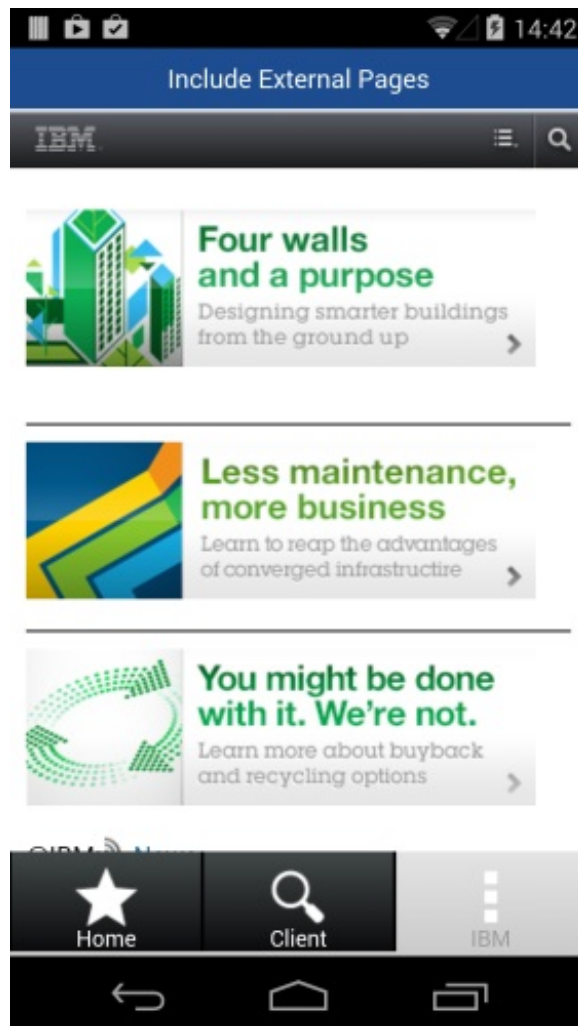 14:42
Include External Pages
IBM.
Four walls
and a purpose
Designing smarter buildings
from the ground up
Less maintenance,
more business
Learn to reap the advantages
of converged infrastructire
You might be done
with it. We're not.
Learn more about buyback
and recycling options
Home
Client
IBM